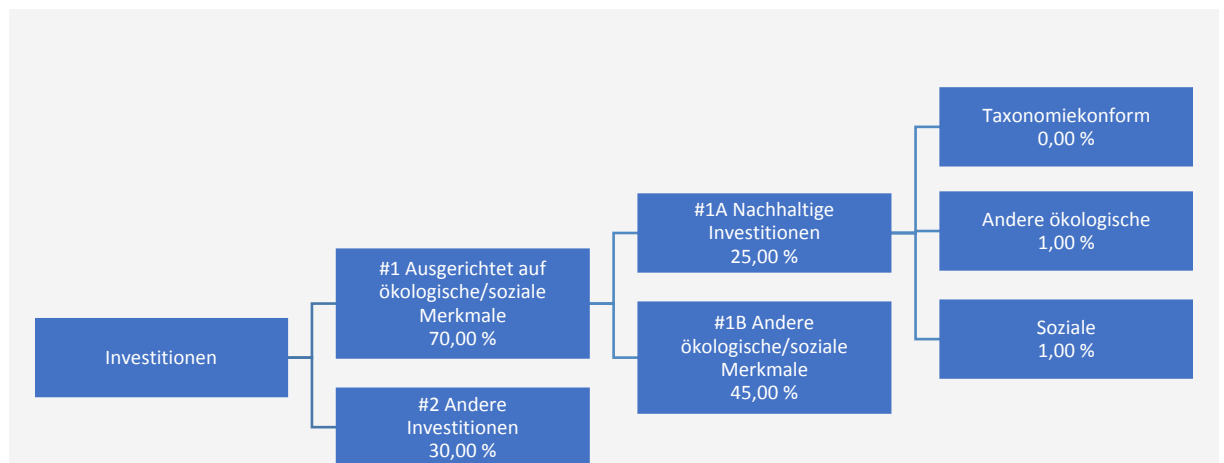 Investitionen
#1 Ausgerichtet auf
ökologische/soziale
Merkmale
70,00 %
#2 Andere
Investitionen
30,00 %
#1A Nachhaltige
Investitionen
25,00 %
#1B Andere
ökologische/soziale
Merkmale
45,00 %
Taxonomiekonform
0,00 %
Andere ökologische
1,00 %
Soziale
1,00 %